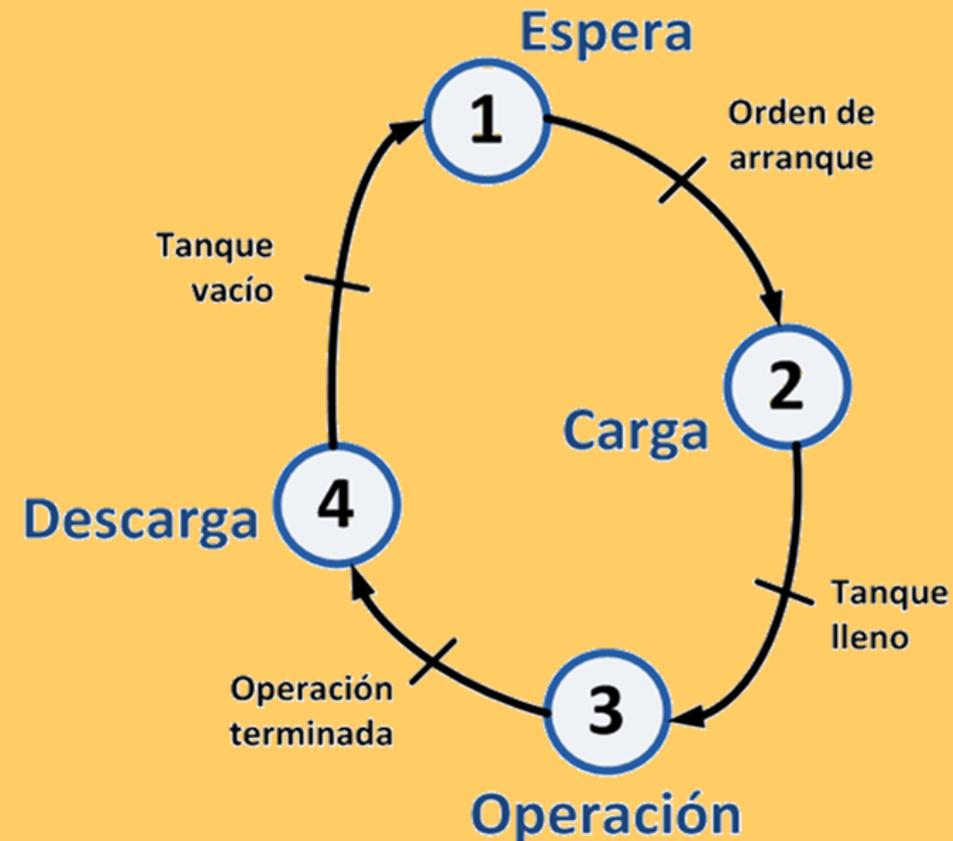 Espera
1
Orden de
arranque
Tanque
vacío
2
Carga
4
Descarga
Tanque
lleno
Operación
terminada
3
Operación